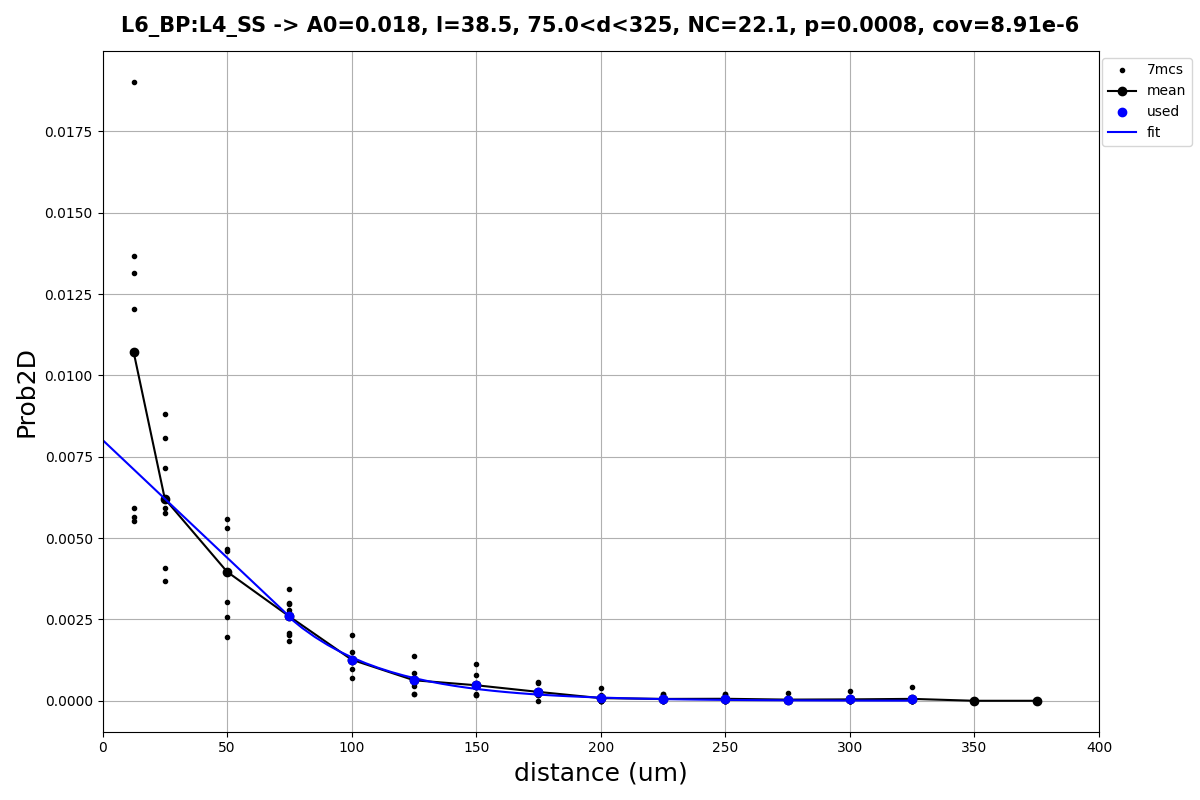 L6_BP:L4_SS -> A0=0.018, l=38.5, 75.0<d<325, NC=22.1, p=0.0008, cov=8.91e-6
7mcs
mean
used
fit
Prob2D
0.0175
0.0150
0.0125
0.0100
0.0075
0.0050
0.0025
0.0000
0 50 100 150 200 250 300 350 400
distance (um)